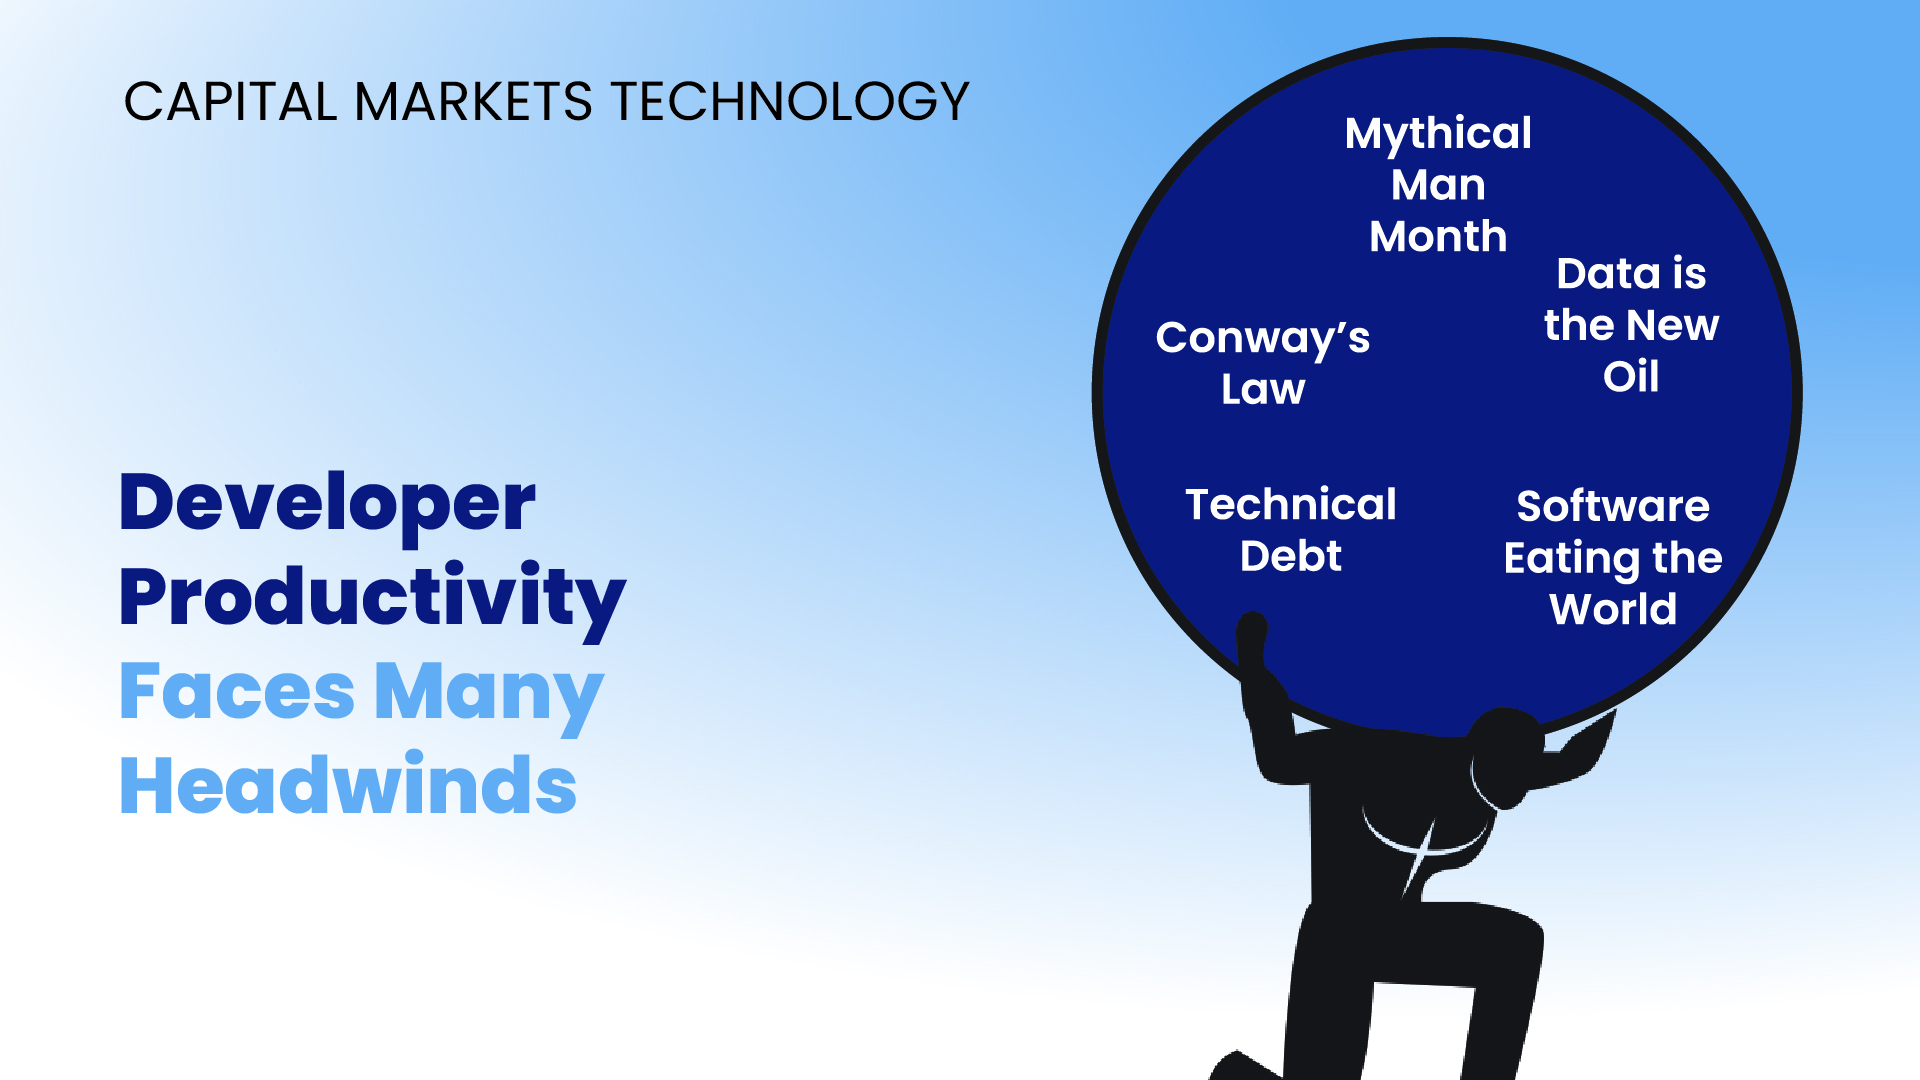 CAPITAL MARKETS TECHNOLOGY
Developer
Productivity
Faces Many
Headwinds
Mythical
Man
Month
Data is
the New
Oil
Conway’s
Law
Technical
Debt
Software
Eating the
World